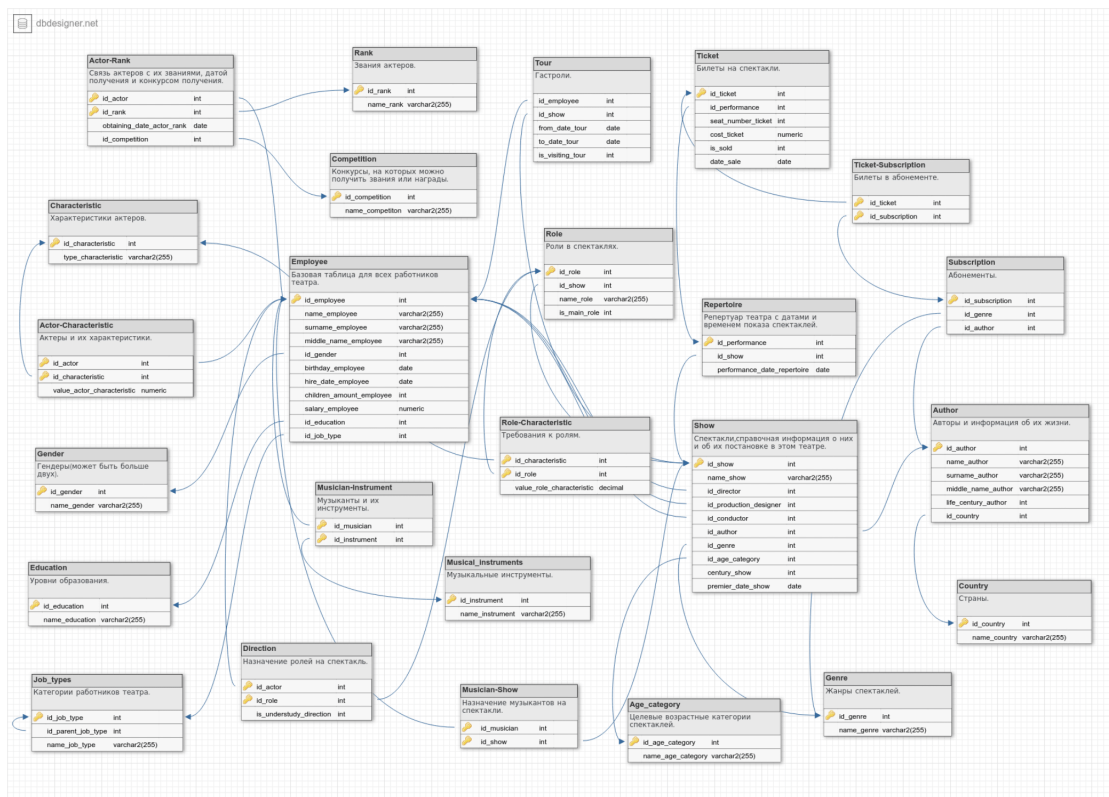 dbdesigner.net
Actor-Rank
Связь актеров с их званиями, датой
получения и конкурсом получения.
id_actor int
id_rank int
obtaining_date_actor_rank date
id_competition int
Rank
Звания актеров.
id_rank int
name_rank varchar2(255)
Tour
Гастроли.
id_employee int
id_show int
from_date_tour date
to_date_tour date
is_visiting_tour int
Ticket
Билеты на спектакли.
id_ticket int
id_performance int
seat_number_ticket int
cost_ticket numeric
is_sold int
date_sale date
Competition
Конкурсы, на которых можно
получить звания или награды.
id_competition int
name_competiton varchar2(255)
Ticket-Subscription
Билеты в абонементе.
id_ticket int
id_subscription int
Characteristic
Характеристики актеров.
id_characteristic int
type_characteristic varchar2(255)
Role
Роли в спектаклях.
id_role int
id_show int
name_role varchar2(255)
is_main_role int
Employee
Базовая таблица для всех работников
театра.
id_employee int
name_employee varchar2(255)
surname_employee varchar2(255)
middle_name_employee varchar2(255)
id_gender int
birthday_employee date
hire_date_employee date
children_amount_employee int
salary_employee numeric
id_education int
id_job_type int
Subscription
Абонементы.
id_subscription int
id_genre int
id_author int
Repertoire
Репертуар театра с датами и
временем показа спектаклей.
id_performance int
id_show int
performance_date_repertoire date
Actor-Characteristic
Актеры и их характеристики.
id_actor int
id_characteristic int
value_actor_characteristic numeric
Role-Characteristic
Требования к ролям.
id_characteristic int
id_role int
value_role_characteristic decimal
Show
Спектакли,справочная информация о них
и об их постановке в этом театре.
id_show int
name_show varchar2(255)
id_director int
id_production_designer int
id_conductor int
id_author int
id_genre int
id_age_category int
century_show int
premier_date_show date
Author
Авторы и информация об их жизни.
id_author int
name_author varchar2(255)
surname_author varchar2(255)
middle_name_author varchar2(255)
life_century_author int
id_country int
Gender
Гендеры(может быть больше
двух).
id_gender int
name_gender varchar2(255)
Musician-Instrument
Музыканты и их
инструменты.
id_musician int
id_instrument int
Education
Уровни образования.
id_education int
name_education varchar2(255)
Musical_instruments
Музыкальные инструменты.
id_instrument int
name_instrument varchar2(255)
Country
Страны.
id_country int
name_country varchar2(255)
Direction
Назначение ролей на спектакль.
id_actor int
id_role int
is_understudy_direction int
Job_types
Категории работников театра.
id_job_type int
id_parent_job_type int
name_job_type varchar2(255)
Musician-Show
Назначение музыкантов на
спектакли.
id_musician int
id_show int
Age_category
Целевые возрастные категории
спектаклей.
id_age_category int
name_age_category varchar2(255)
Genre
Жанры спектаклей.
id_genre int
name_genre varchar2(255)